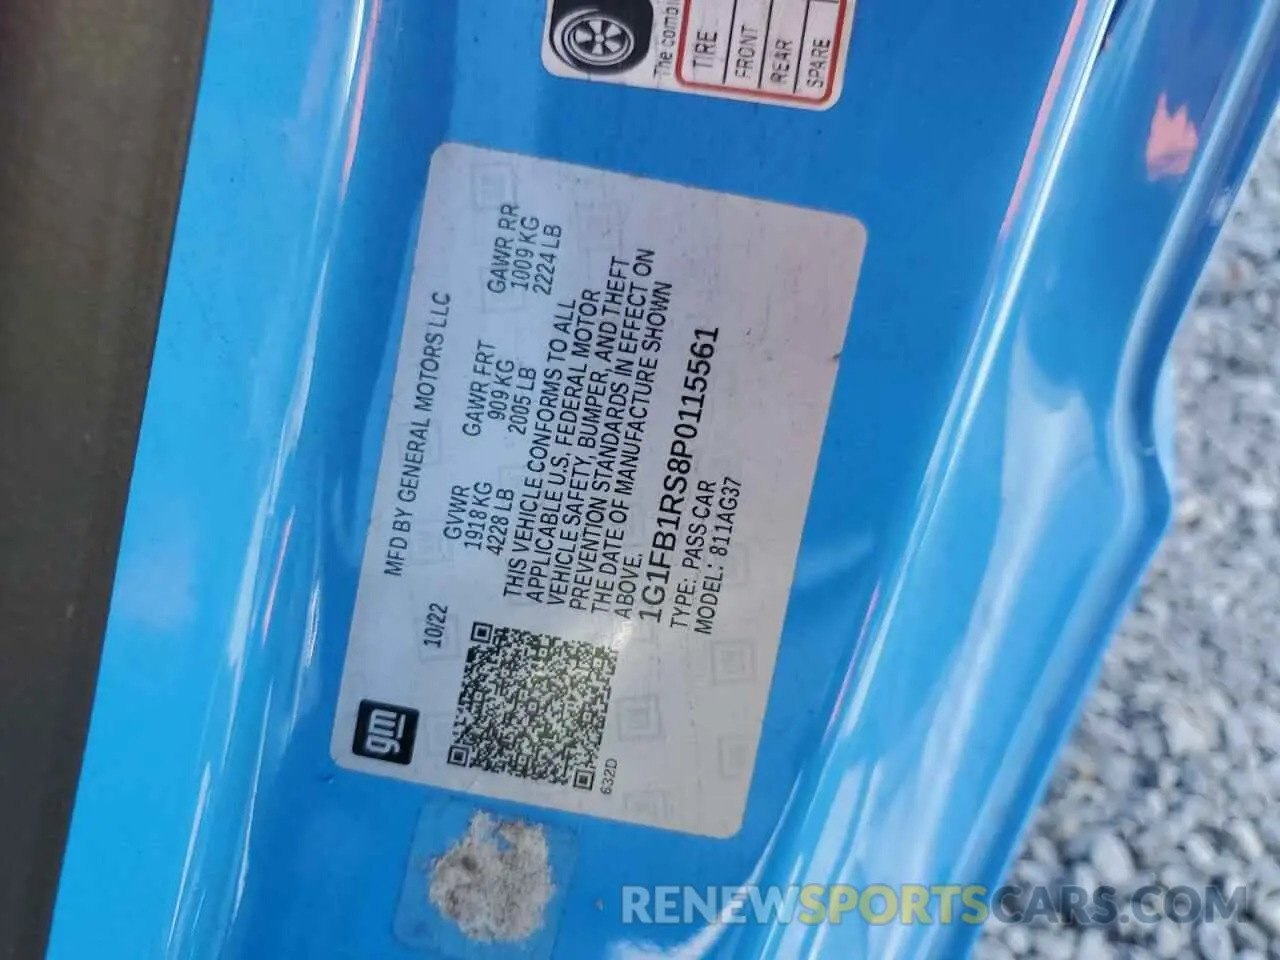 The combi
TIRE
FRONT
REAR
SPARE
MFD BY GENERAL MOTORS LLC
10/22
GVWR GAWR FRT GAWR RR
1918 KG 909 KG 1009 KG
4228 LB 2005 LB 2224 LB
THIS VEHICLE CONFORMS TO ALL
APPLICABLE U.S. FEDERAL MOTOR
VEHICLE SAFETY, BUMPER, AND THEFT
PREVENTION STANDARDS IN EFFECT ON
THE DATE OF MANUFACTURE SHOWN
ABOVE.
1G1FB1RS8P0115561
TYPE: PASS CAR
MODEL: 811AG37
gm
632D
RENEWSPORTSCARS.COM